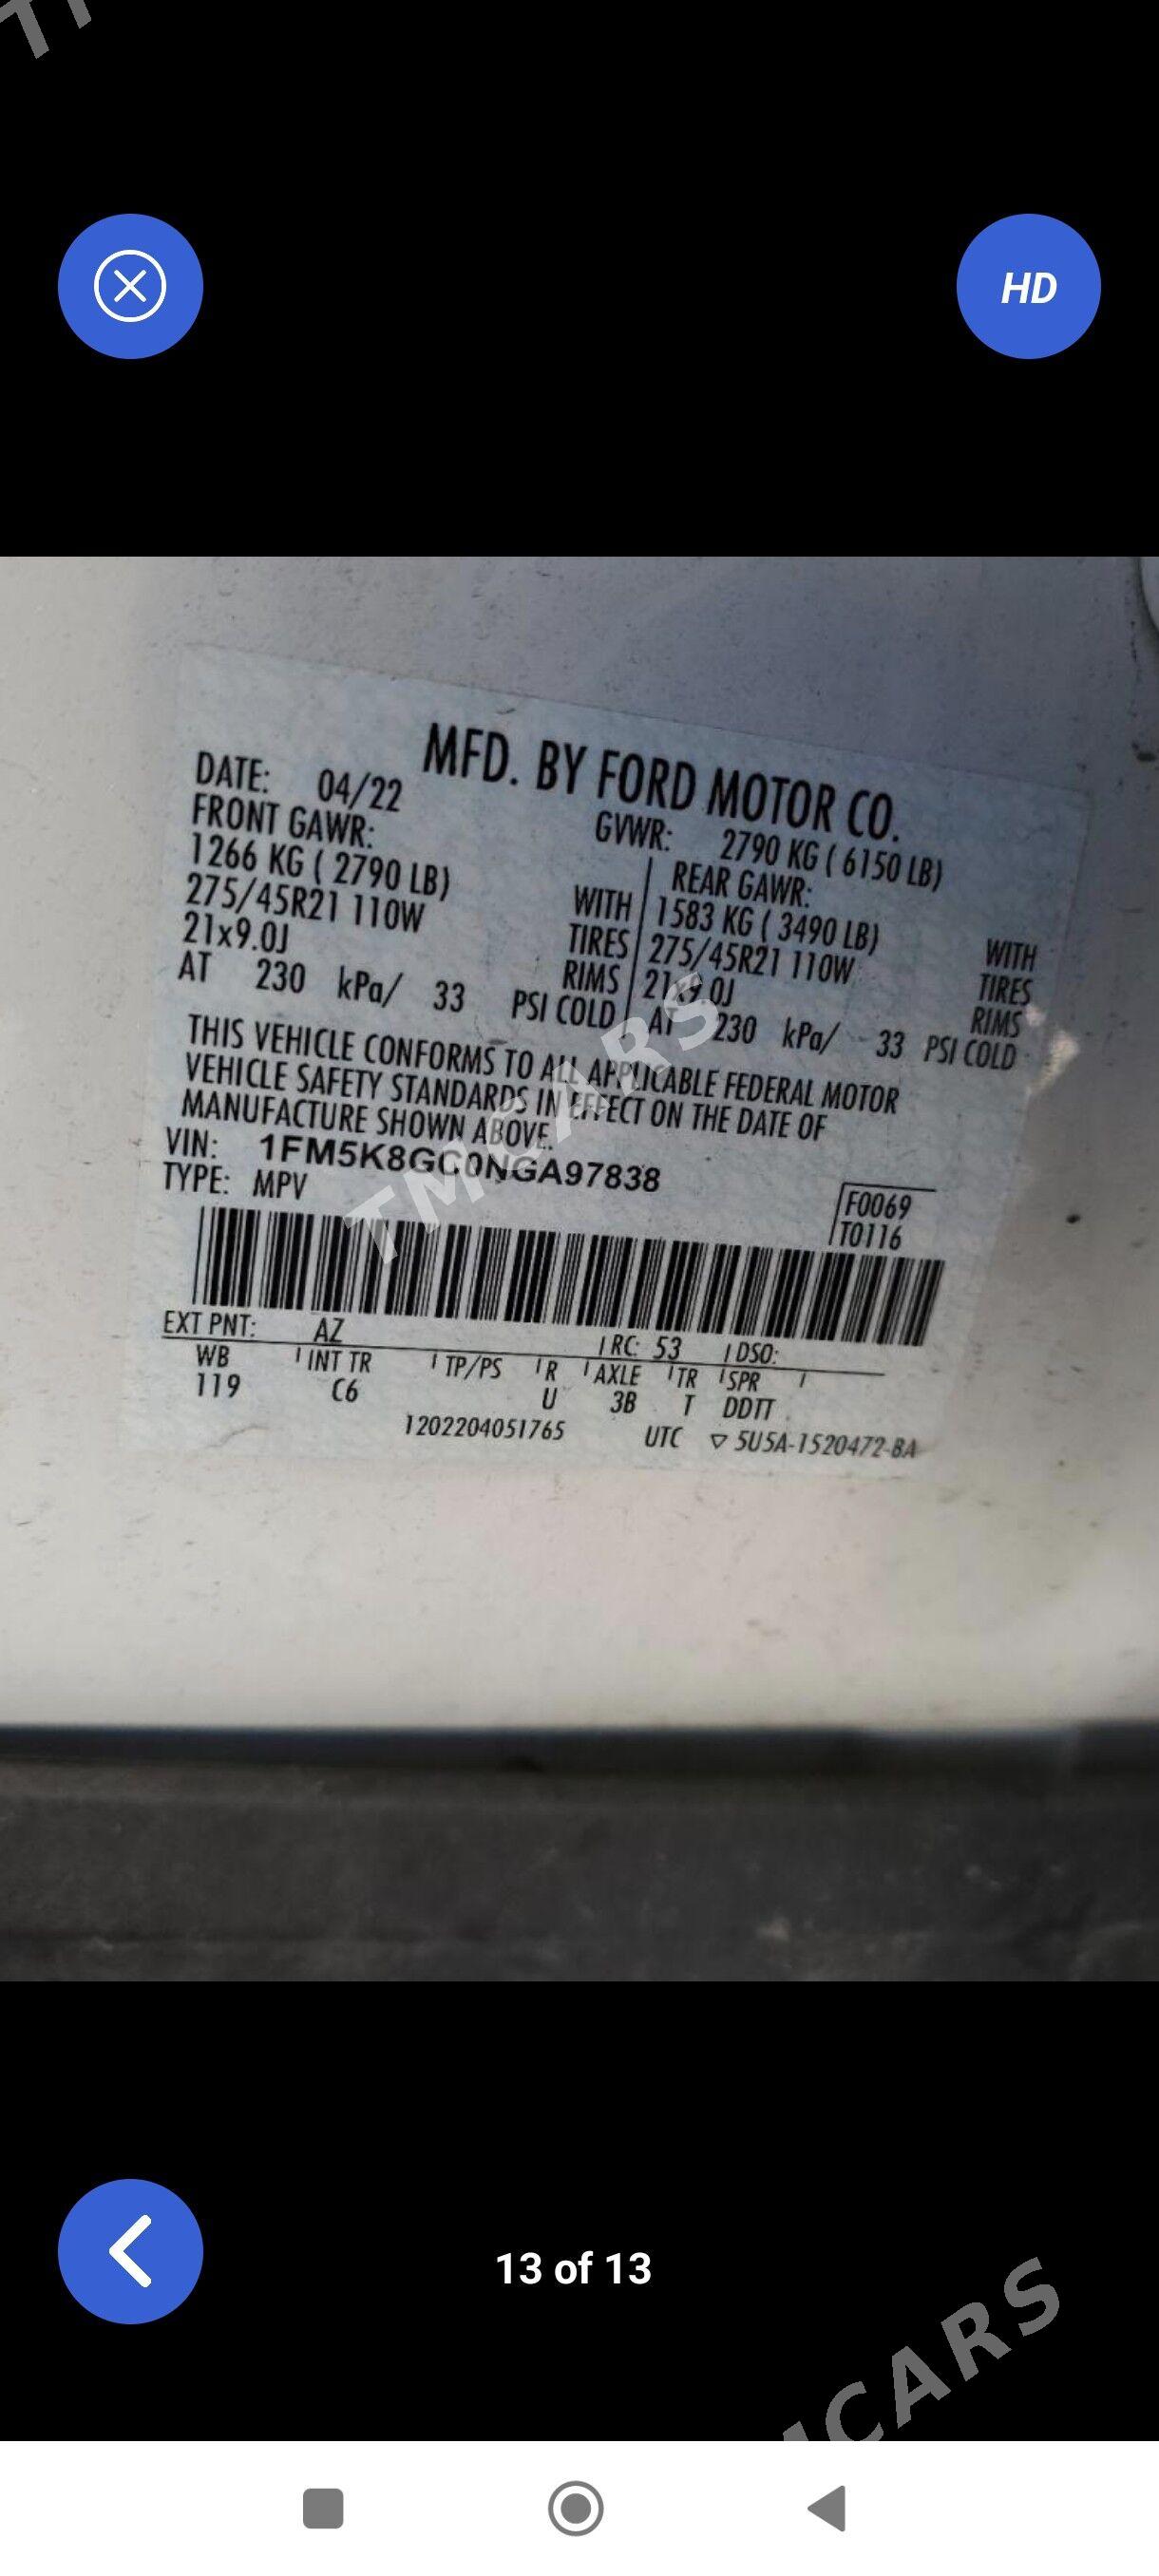 HD
MFD. BY FORD MOTOR CO.
DATE: 04/22 GVWR: 2790 KG ( 6150 LB)
FRONT GAWR: REAR GAWR:
1266 KG ( 2790 LB) WITH 1583 KG ( 3490 LB) WITH
275/45R21 110W TIRES 275/45R21 110W TIRES
21x9.0J RIMS 21x9.0J RIMS
AT 230 kPa/ 33 PSI COLD AT 230 kPa/ 33 PSI COLD
THIS VEHICLE CONFORMS TO ALL APPLICABLE FEDERAL MOTOR
VEHICLE SAFETY STANDARDS IN EFFECT ON THE DATE OF
MANUFACTURE SHOWN ABOVE.
VIN: 1FM5K8GC0NGA97838
TYPE: MPV
F0069
T0116
EXT PNT: AZ RC: 53 DSO:
WB INT TR TP/PS R AXLE TR SPR
119 C6 U 3B T DDTT
1202204051765 UTC ▽ 5U5A-1520472-BA
TMCARS
13 of 13